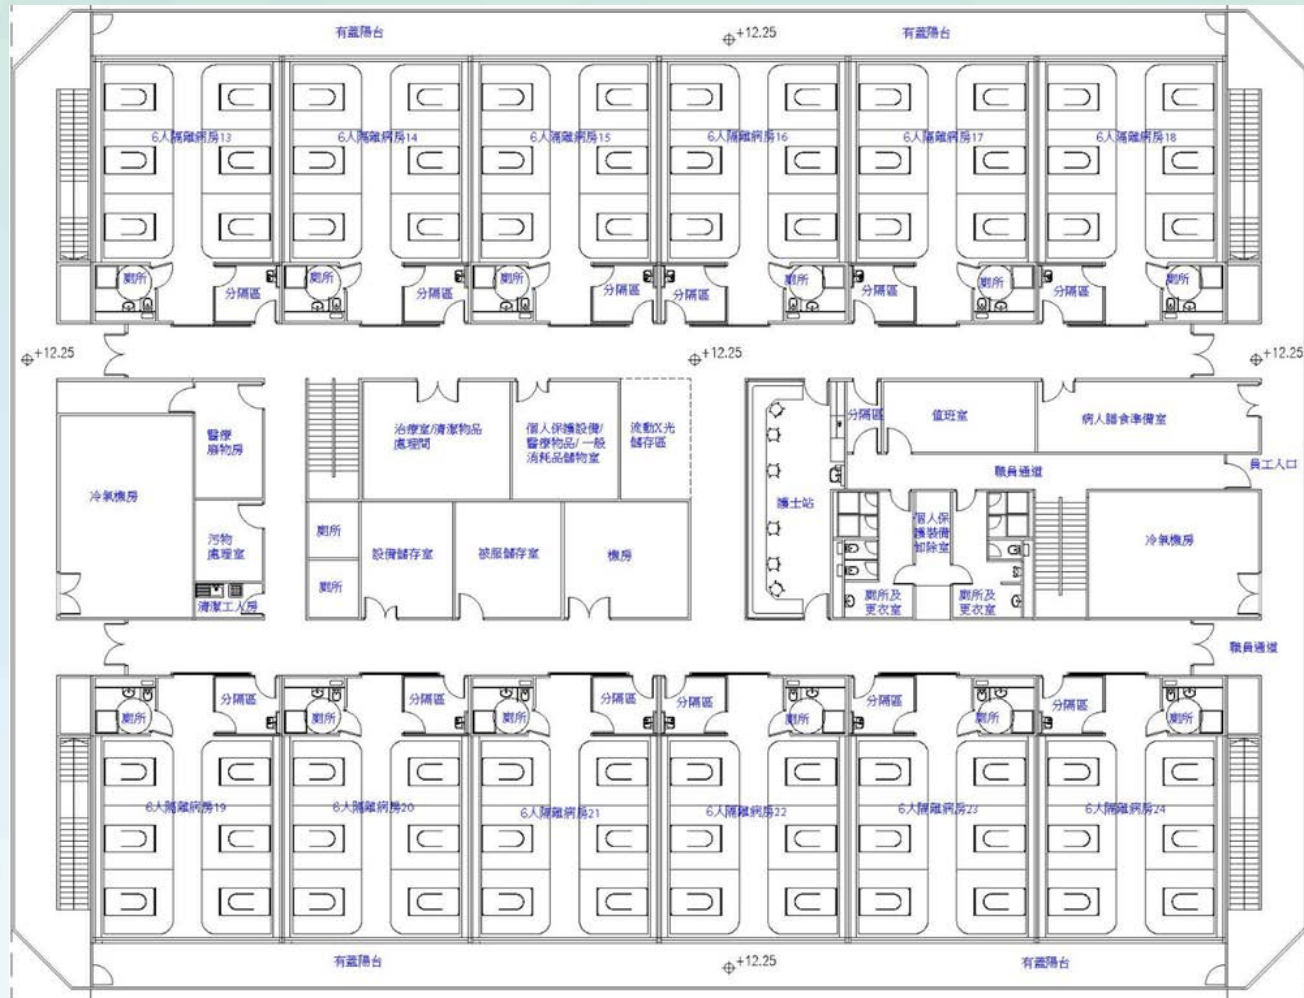 有蓋陽台
+12.25
有蓋陽台
6人隔離病房13
6人隔離病房14
6人隔離病房15
6人隔離病房16
6人隔離病房17
6人隔離病房18
廁所
分隔區
廁所
分隔區
廁所
分隔區
分隔區
廁所
分隔區
廁所
分隔區
廁所
+12.25
+12.25
+12.25
醫療
廢物房
冷氣機房
污物
處理室
清潔工人房
治療室/清潔物品
處理間
個人保護設備/
醫療物品/一般
消耗品儲物室
流動X光
儲存區
廁所
廁所
設備儲存室
被服儲存室
機房
護士站
分隔區
值班室
病人膳食準備室
職員通道
員工入口
個人保
護裝備
卸除室
廁所及
更衣室
廁所及
更衣室
冷氣機房
職員通道
廁所
分隔區
廁所
分隔區
廁所
分隔區
分隔區
廁所
分隔區
廁所
分隔區
廁所
6人隔離病房19
6人隔離病房20
6人隔離病房21
6人隔離病房22
6人隔離病房23
6人隔離病房24
有蓋陽台
+12.25
有蓋陽台